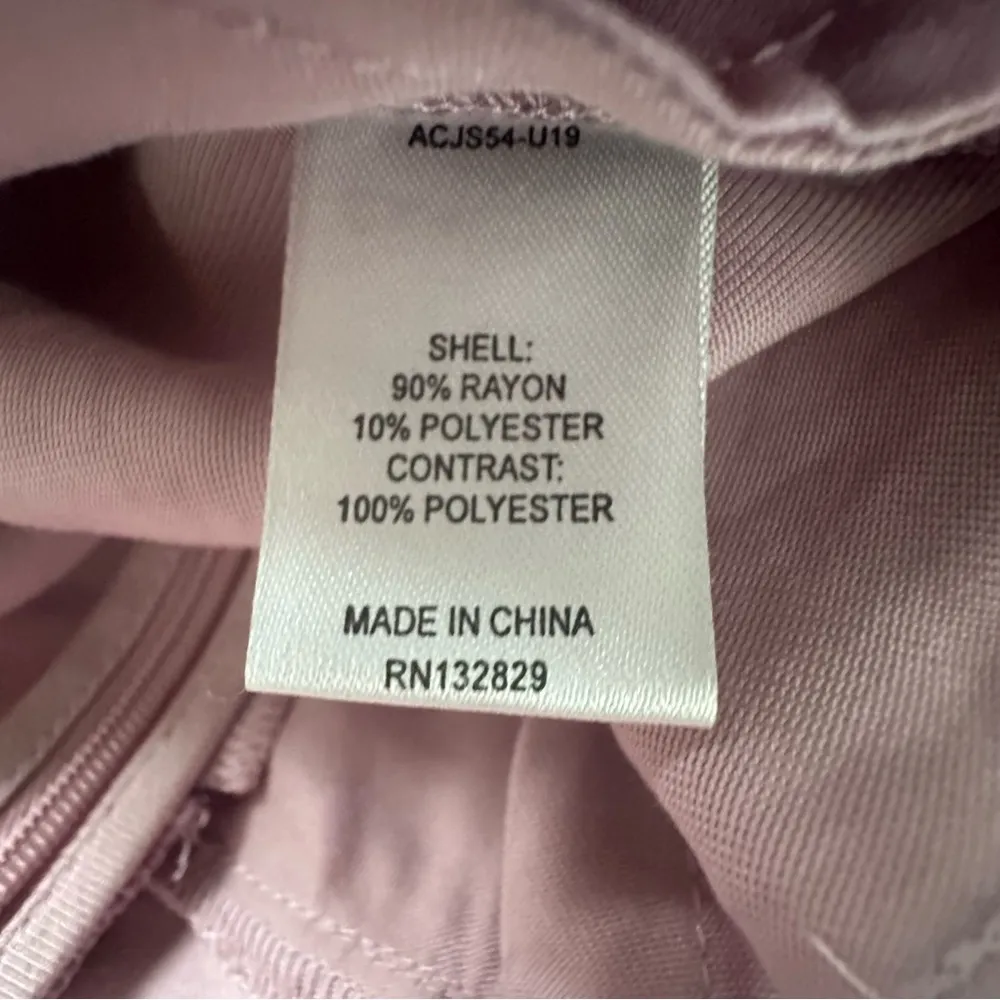 ACJS54-U19
SHELL:
90% RAYON
10% POLYESTER
CONTRAST:
100% POLYESTER
MADE IN CHINA
RN132829